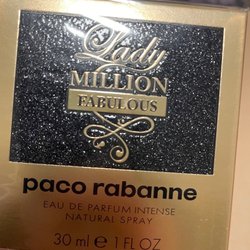 Lady
MILLION
FABULOUS
paco rabanne
EAU DE PARFUM INTENSE
NATURAL SPRAY
30 ml e 1 FL OZ